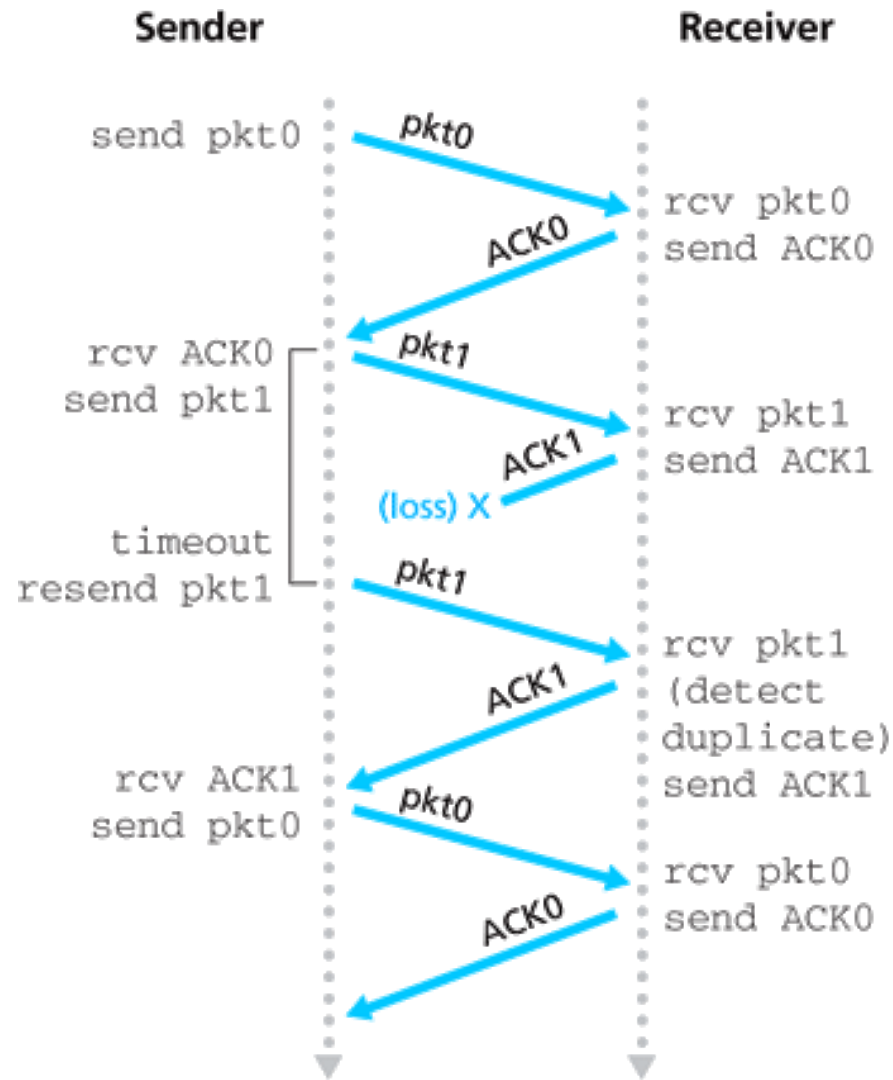 Sender
Receiver
send pkt0
pkt0
rcv pkt0
send ACK0
ACK0
rcv ACK0
send pkt1
pkt1
rcv pkt1
send ACK1
ACK1
(loss) X
timeout
resend pkt1
pkt1
rcv pkt1
(detect
duplicate)
send ACK1
ACK1
rcv ACK1
send pkt0
pkt0
rcv pkt0
send ACK0
ACK0